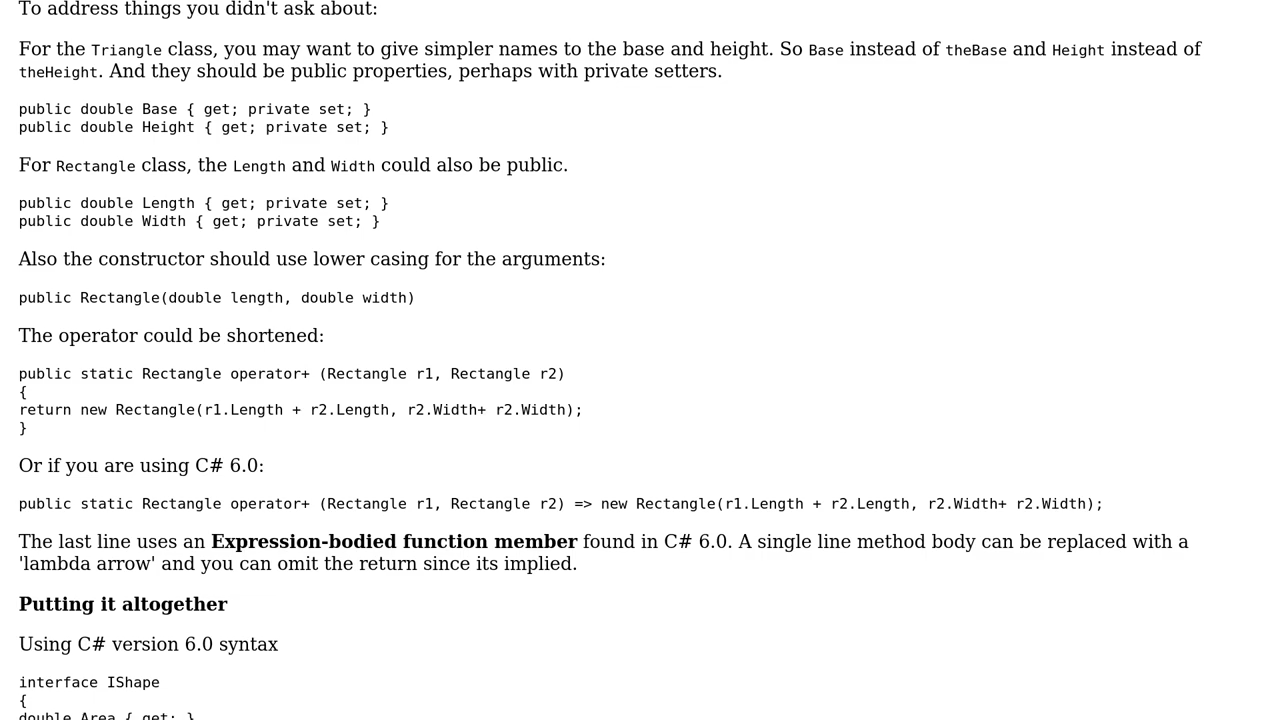 To address things you didn't ask about:
For the Triangle class, you may want to give simpler names to the base and height. So Base instead of theBase and Height instead of
theHeight. And they should be public properties, perhaps with private setters.
public double Base { get; private set; }
public double Height { get; private set; }
For Rectangle class, the Length and Width could also be public.
public double Length { get; private set; }
public double Width { get; private set; }
Also the constructor should use lower casing for the arguments:
public Rectangle(double length, double width)
The operator could be shortened:
public static Rectangle operator+ (Rectangle r1, Rectangle r2)
{
return new Rectangle(r1.Length + r2.Length, r2.Width+ r2.Width);
}
Or if you are using C# 6.0:
public static Rectangle operator+ (Rectangle r1, Rectangle r2) => new Rectangle(r1.Length + r2.Length, r2.Width+ r2.Width);
The last line uses an Expression-bodied function member found in C# 6.0. A single line method body can be replaced with a
'lambda arrow' and you can omit the return since its implied.
Putting it altogether
Using C# version 6.0 syntax
interface IShape
{
double Area { get; }